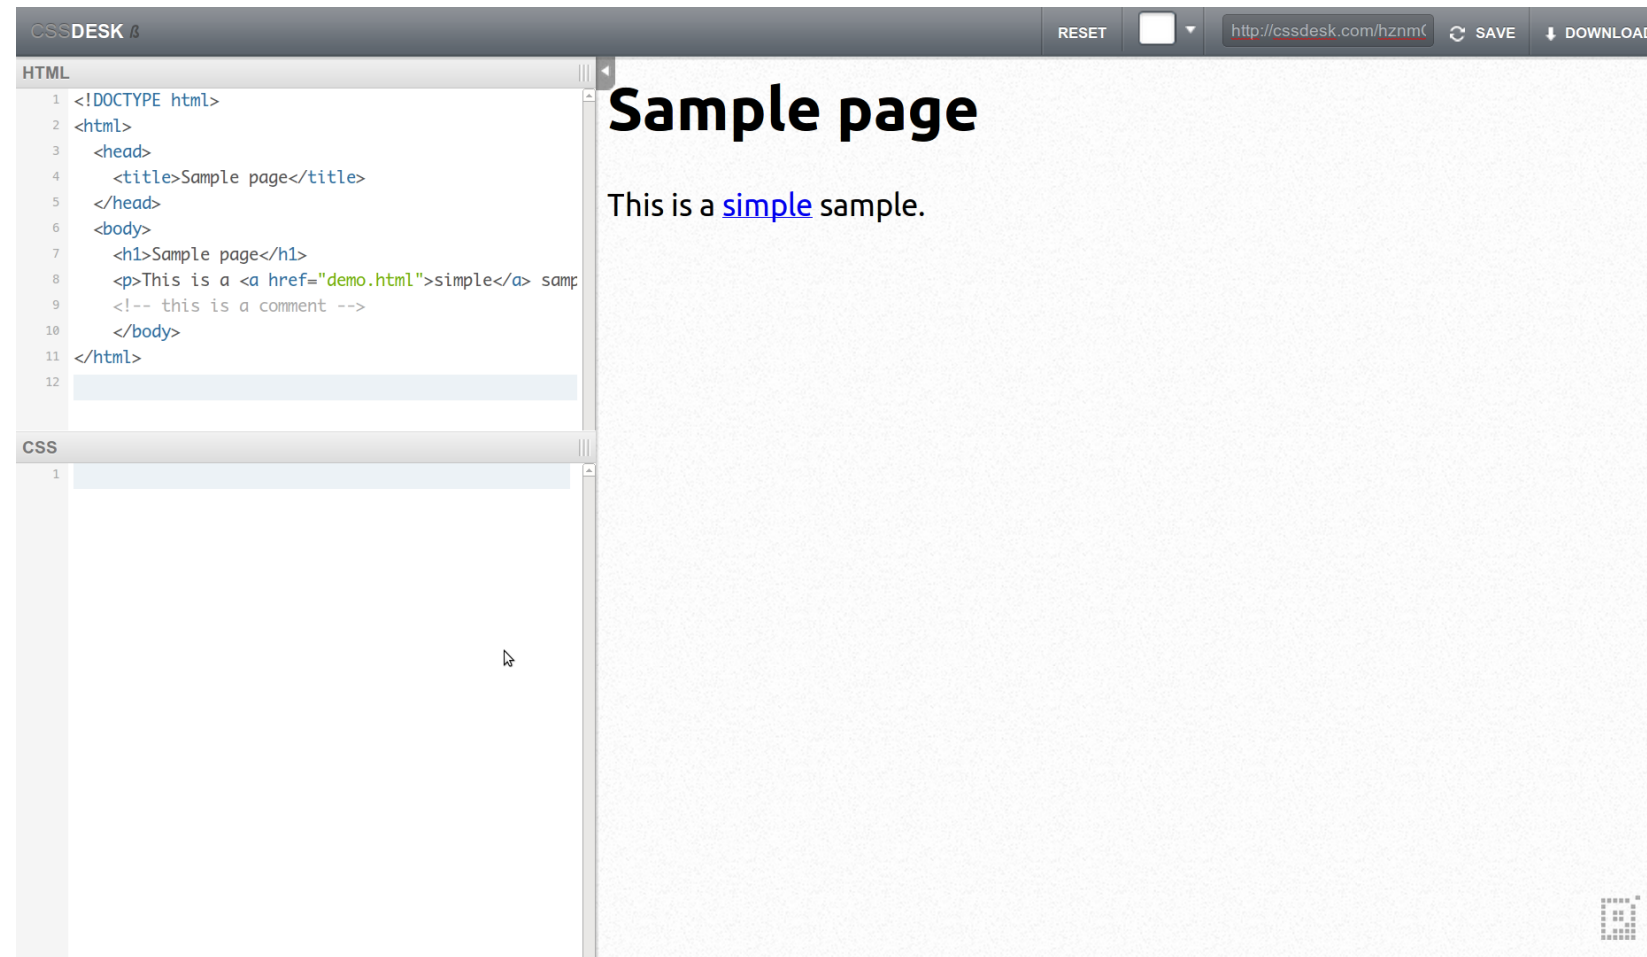 CSSDESK ß
RESET
http://cssdesk.com/hznm
SAVE
DOWNLOAD
HTML
1 <!DOCTYPE html>
2 <html>
3 <head>
4 <title>Sample page</title>
5 </head>
6 <body>
7 <h1>Sample page</h1>
8 <p>This is a <a href="demo.html">simple</a> samp
9 <!-- this is a comment -->
10 </body>
11 </html>
12
CSS
1
Sample page
This is a simple sample.